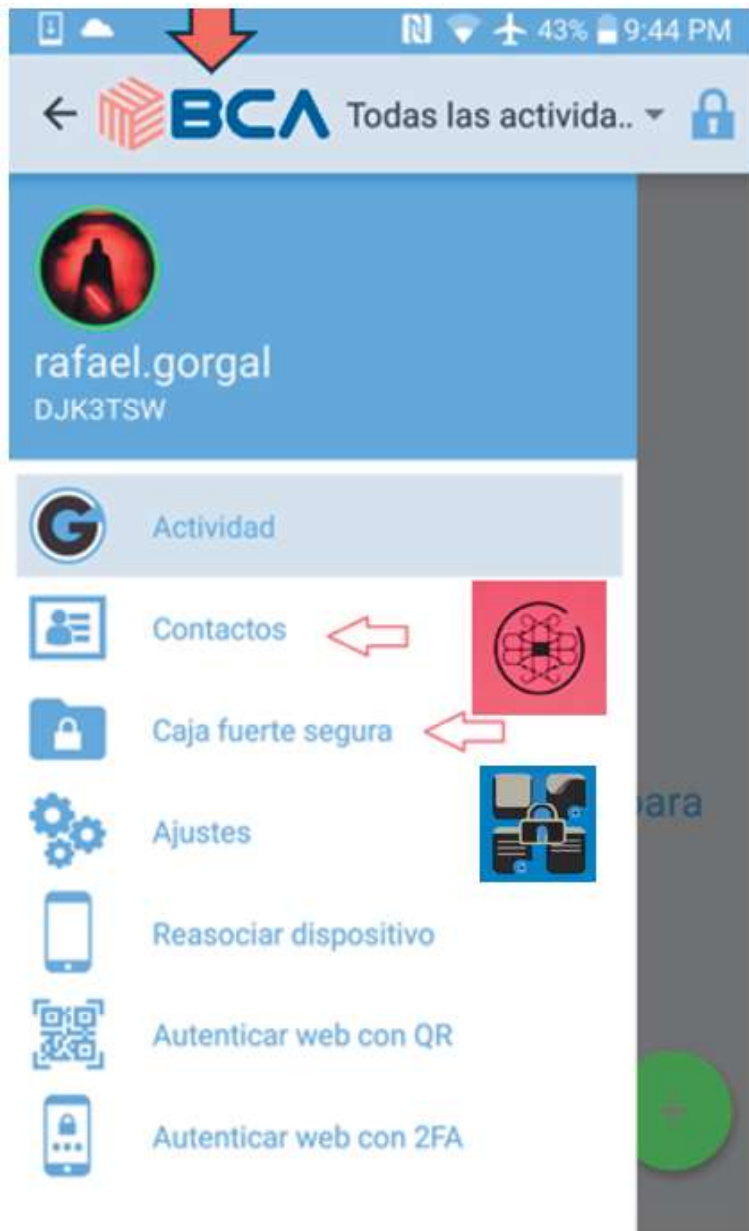 43% 9:44 PM
BCA Todas las activida..
rafael.gorgal
DJK3TSW
G Actividad
Contactos
Caja fuerte segura
ara
Ajustes
Reasociar dispositivo
Autenticar web con QR
Autenticar web con 2FA